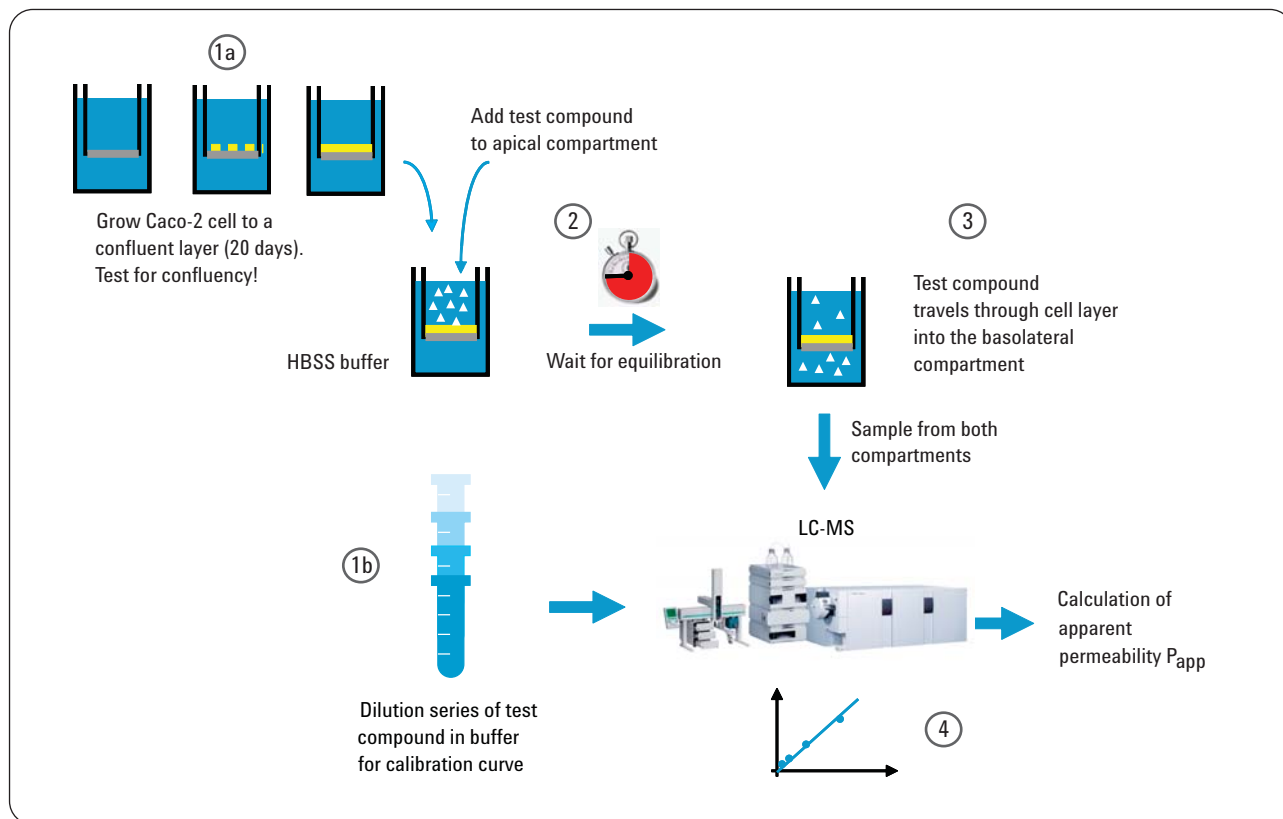 1a
Grow Caco-2 cell to a
confluent layer (20 days).
Test for confluency!
Add test compound
to apical compartment
HBSS buffer
2
Wait for equilibration
3
Test compound
travels through cell layer
into the basolateral
compartment
Sample from both
compartments
1b
Dilution series of test
compound in buffer
for calibration curve
LC-MS
4
Calculation of
apparent
permeability Papp